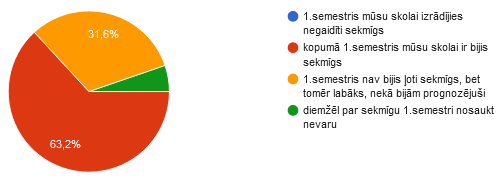 31,6%
63,2%
1.semestris mūsu skolai izrādījies
negaidīti sekmīgs
kopumā 1.semestris mūsu skolai ir bijis
sekmīgs
1.semestris nav bijis ļoti sekmīgs, bet
tomēr labāks, nekā bijām prognozējuši
diemžēl par sekmīgu 1.semestri nosaukt
nevaru